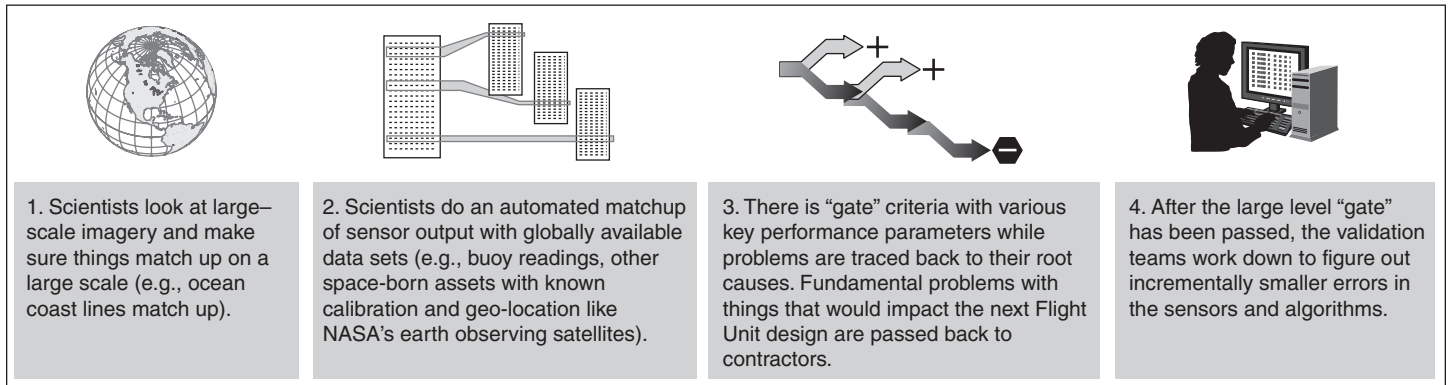 1. Scientists look at large–
scale imagery and make
sure things match up on a
large scale (e.g., ocean
coast lines match up).
2. Scientists do an automated matchup
of sensor output with globally available
data sets (e.g., buoy readings, other
space-born assets with known
calibration and geo-location like
NASA's earth observing satellites).
3. There is “gate” criteria with various
key performance parameters while
problems are traced back to their root
causes. Fundamental problems with
things that would impact the next Flight
Unit design are passed back to
contractors.
4. After the large level “gate”
has been passed, the validation
teams work down to figure out
incrementally smaller errors in
the sensors and algorithms.